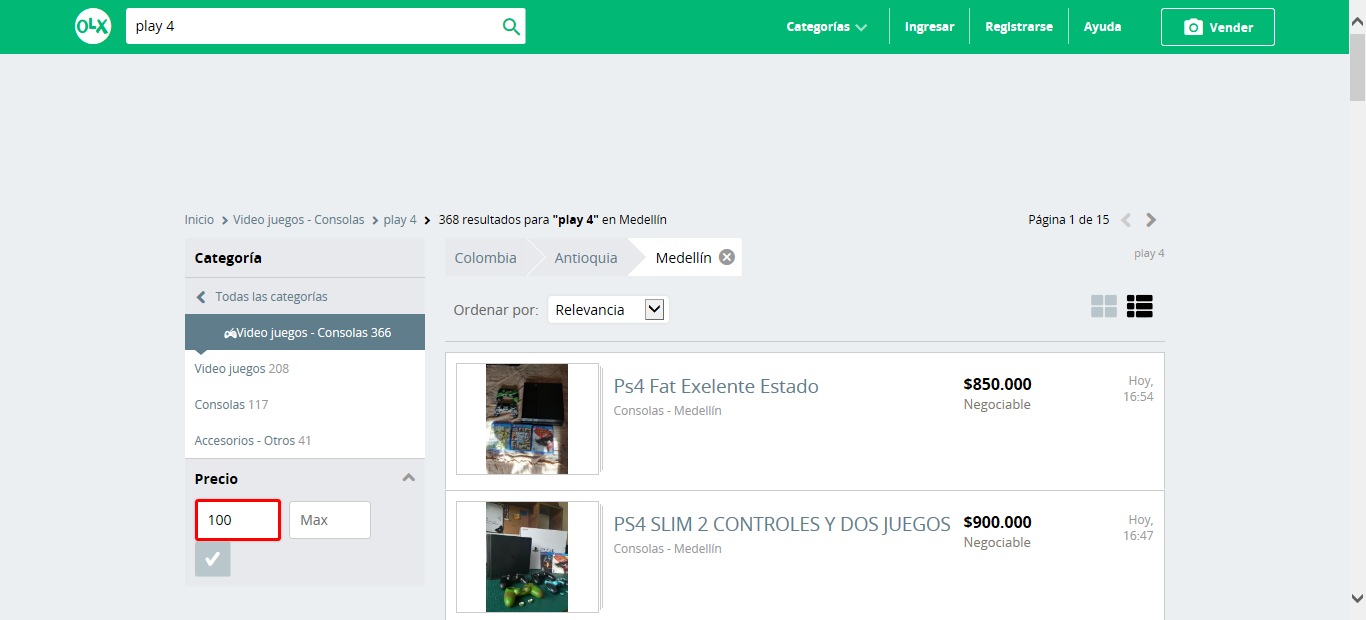 OLX play 4 Categorías Ingresar Registrarse Ayuda Vender
Inicio Video juegos - Consolas play 4 368 resultados para "play 4" en Medellín Página 1 de 15
play 4
Categoría
Todas las categorías
Video juegos - Consolas 366
Video juegos 208
Consolas 117
Accesorios - Otros 41
Precio
100 Max
Colombia Antioquia Medellín
Ordenar por: Relevancia
Ps4 Fat Exelente Estado $850.000 Hoy,
Consolas - Medellín Negociable 16:54
PS4 SLIM 2 CONTROLES Y DOS JUEGOS $900.000 Hoy,
Consolas - Medellín Negociable 16:47